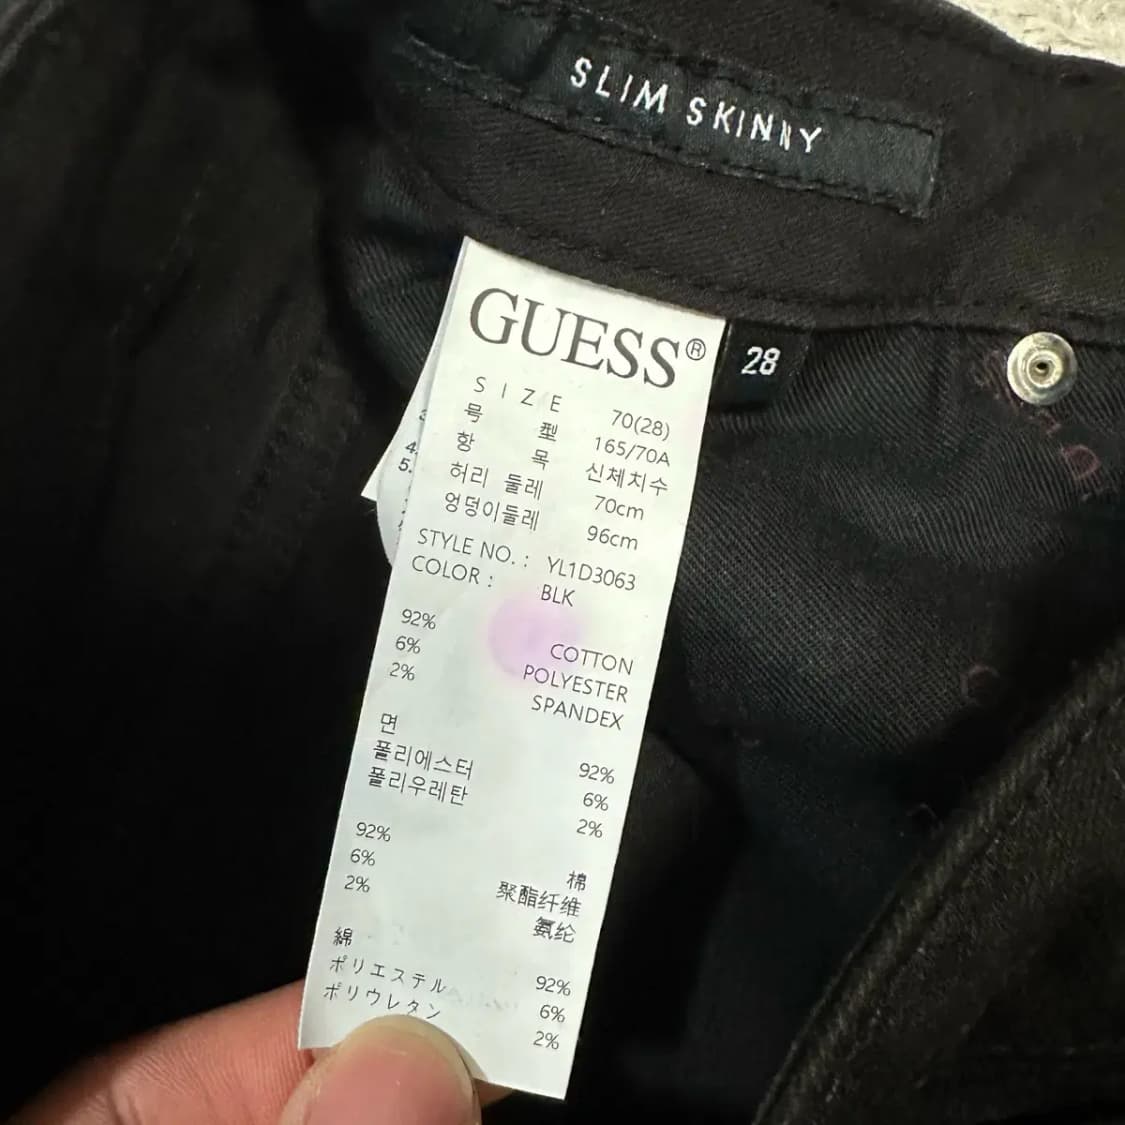 SLIM SKINNY
GUESS®
28
SIZE 70(28)
号型 165/70A
항목 신체치수
허리 둘레 70cm
엉덩이둘레 96cm
STYLE NO. : YL1D3063
COLOR : BLK
92% COTTON
6% POLYESTER
2% SPANDEX
면 92%
폴리에스터 6%
폴리우레탄 2%
92% 棉
6% 聚酯纤维
2% 氨纶
綿 92%
ポリエステル 6%
ポリウレタン 2%
4.
5.